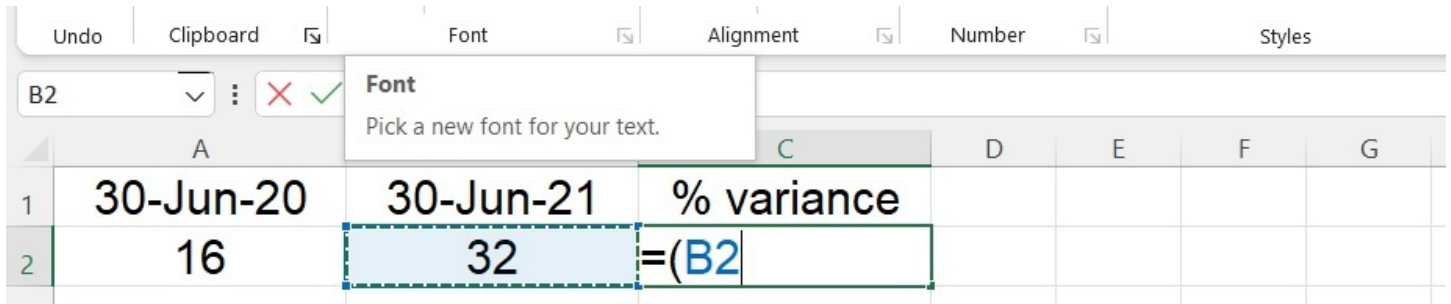 Undo Clipboard Font Alignment Number Styles
B2
Font
Pick a new font for your text.
A C D E F G
1 30-Jun-20 30-Jun-21 % variance
2 16 32 =(B2